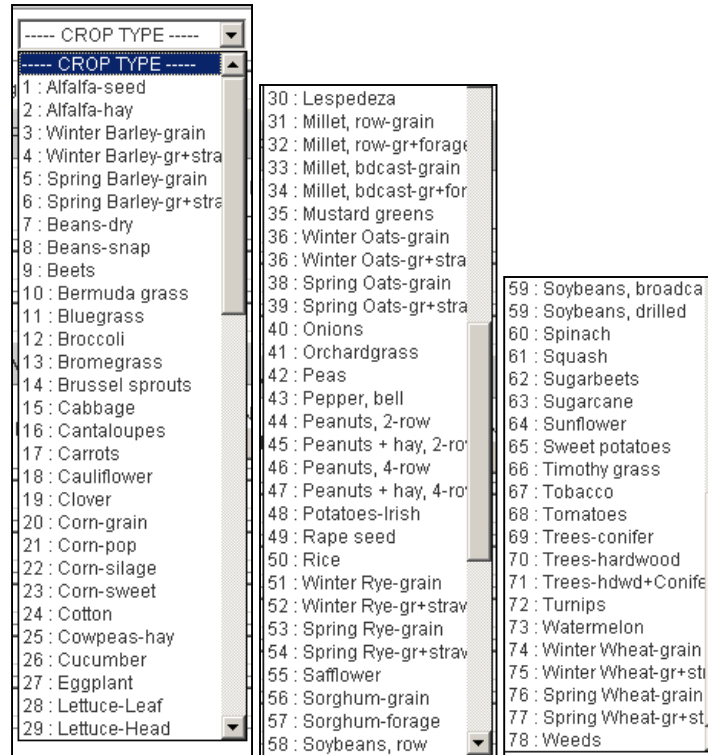 ----- CROP TYPE -----
----- CROP TYPE -----
1 : Alfalfa-seed
2 : Alfalfa-hay
3 : Winter Barley-grain
4 : Winter Barley-gr+stra
5 : Spring Barley-grain
6 : Spring Barley-gr+stra
7 : Beans-dry
8 : Beans-snap
9 : Beets
10 : Bermuda grass
11 : Bluegrass
12 : Broccoli
13 : Bromegrass
14 : Brussel sprouts
15 : Cabbage
16 : Cantaloupes
17 : Carrots
18 : Cauliflower
19 : Clover
20 : Corn-grain
21 : Corn-pop
22 : Corn-silage
23 : Corn-sweet
24 : Cotton
25 : Cowpeas-hay
26 : Cucumber
27 : Eggplant
28 : Lettuce-Leaf
29 : Lettuce-Head
30 : Lespedeza
31 : Millet, row-grain
32 : Millet, row-gr+forage
33 : Millet, bdcast-grain
34 : Millet, bdcast-gr+for
35 : Mustard greens
36 : Winter Oats-grain
36 : Winter Oats-gr+stra
38 : Spring Oats-grain
39 : Spring Oats-gr+stra
40 : Onions
41 : Orchardgrass
42 : Peas
43 : Pepper, bell
44 : Peanuts, 2-row
45 : Peanuts + hay, 2-ro
46 : Peanuts, 4-row
47 : Peanuts + hay, 4-ro
48 : Potatoes-Irish
49 : Rape seed
50 : Rice
51 : Winter Rye-grain
52 : Winter Rye-gr+straw
53 : Spring Rye-grain
54 : Spring Rye-gr+straw
55 : Safflower
56 : Sorghum-grain
57 : Sorghum-forage
58 : Soybeans, row
59 : Soybeans, broadca
59 : Soybeans, drilled
60 : Spinach
61 : Squash
62 : Sugarbeets
63 : Sugarcane
64 : Sunflower
65 : Sweet potatoes
66 : Timothy grass
67 : Tobacco
68 : Tomatoes
69 : Trees-conifer
70 : Trees-hardwood
71 : Trees-hdwd+Conife
72 : Turnips
73 : Watermelon
74 : Winter Wheat-grain
75 : Winter Wheat-gr+st
76 : Spring Wheat-grain
77 : Spring Wheat-gr+st
78 : Weeds